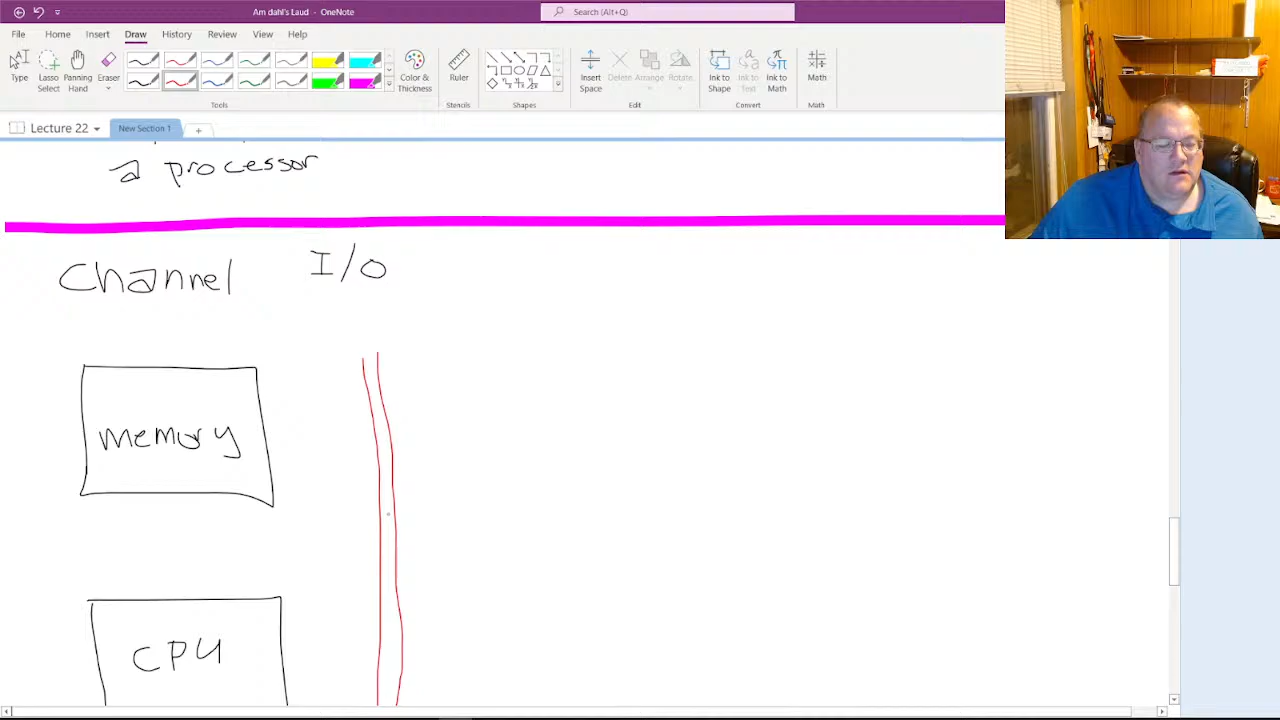 Am dahl's Laud - OneNote
Search (Alt+Q)
File Home Insert Draw History Review View Help
Type
Lasso Select
Panning Hand
Eraser
Color Thickness
Ruler
Insert Space
Delete
Arrange
Rotate
Ink to Shape
Ink to Text
Ink to Math
Math
Tools Stencils Shapes Edit Convert Math
Lecture 22 New Section 1 +
a processor
Channel I/O
memory
CPU